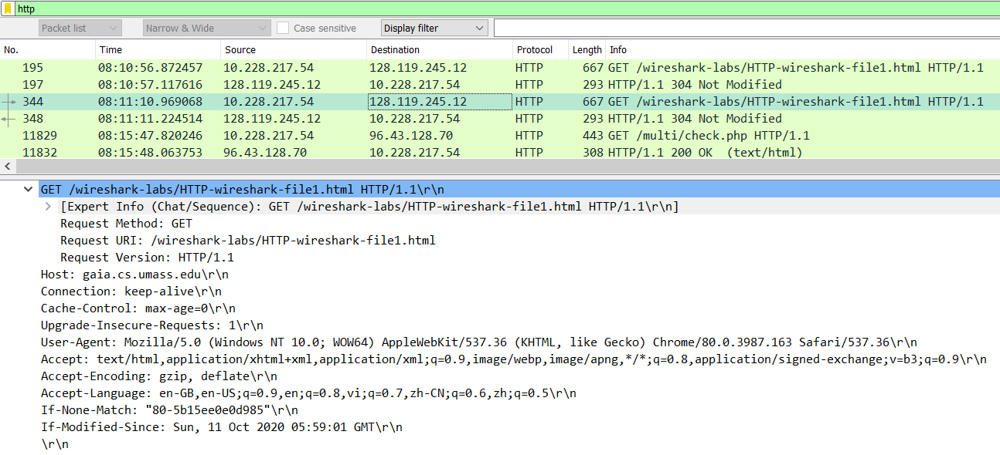 http
Packet list Narrow & Wide Case sensitive Display filter
No. Time Source Destination Protocol Length Info
195 08:10:56.872457 10.228.217.54 128.119.245.12 HTTP 667 GET /wireshark-labs/HTTP-wireshark-file1.html HTTP/1.1
197 08:10:57.117616 128.119.245.12 10.228.217.54 HTTP 293 HTTP/1.1 304 Not Modified
344 08:11:10.969068 10.228.217.54 128.119.245.12 HTTP 667 GET /wireshark-labs/HTTP-wireshark-file1.html HTTP/1.1
348 08:11:11.224514 128.119.245.12 10.228.217.54 HTTP 293 HTTP/1.1 304 Not Modified
11829 08:15:47.820246 10.228.217.54 96.43.128.70 HTTP 443 GET /multi/check.php HTTP/1.1
11832 08:15:48.063753 96.43.128.70 10.228.217.54 HTTP 308 HTTP/1.1 200 OK  (text/html)
GET /wireshark-labs/HTTP-wireshark-file1.html HTTP/1.1\r\n
[Expert Info (Chat/Sequence): GET /wireshark-labs/HTTP-wireshark-file1.html HTTP/1.1\r\n]
Request Method: GET
Request URI: /wireshark-labs/HTTP-wireshark-file1.html
Request Version: HTTP/1.1
Host: gaia.cs.umass.edu\r\n
Connection: keep-alive\r\n
Cache-Control: max-age=0\r\n
Upgrade-Insecure-Requests: 1\r\n
User-Agent: Mozilla/5.0 (Windows NT 10.0; WOW64) AppleWebKit/537.36 (KHTML, like Gecko) Chrome/80.0.3987.163 Safari/537.36\r\n
Accept: text/html,application/xhtml+xml,application/xml;q=0.9,image/webp,image/apng,*/*;q=0.8,application/signed-exchange;v=b3;q=0.9\r\n
Accept-Encoding: gzip, deflate\r\n
Accept-Language: en-GB,en-US;q=0.9,en;q=0.8,vi;q=0.7,zh-CN;q=0.6,zh;q=0.5\r\n
If-None-Match: "80-5b15ee0e0d985"\r\n
If-Modified-Since: Sun, 11 Oct 2020 05:59:01 GMT\r\n
\r\n